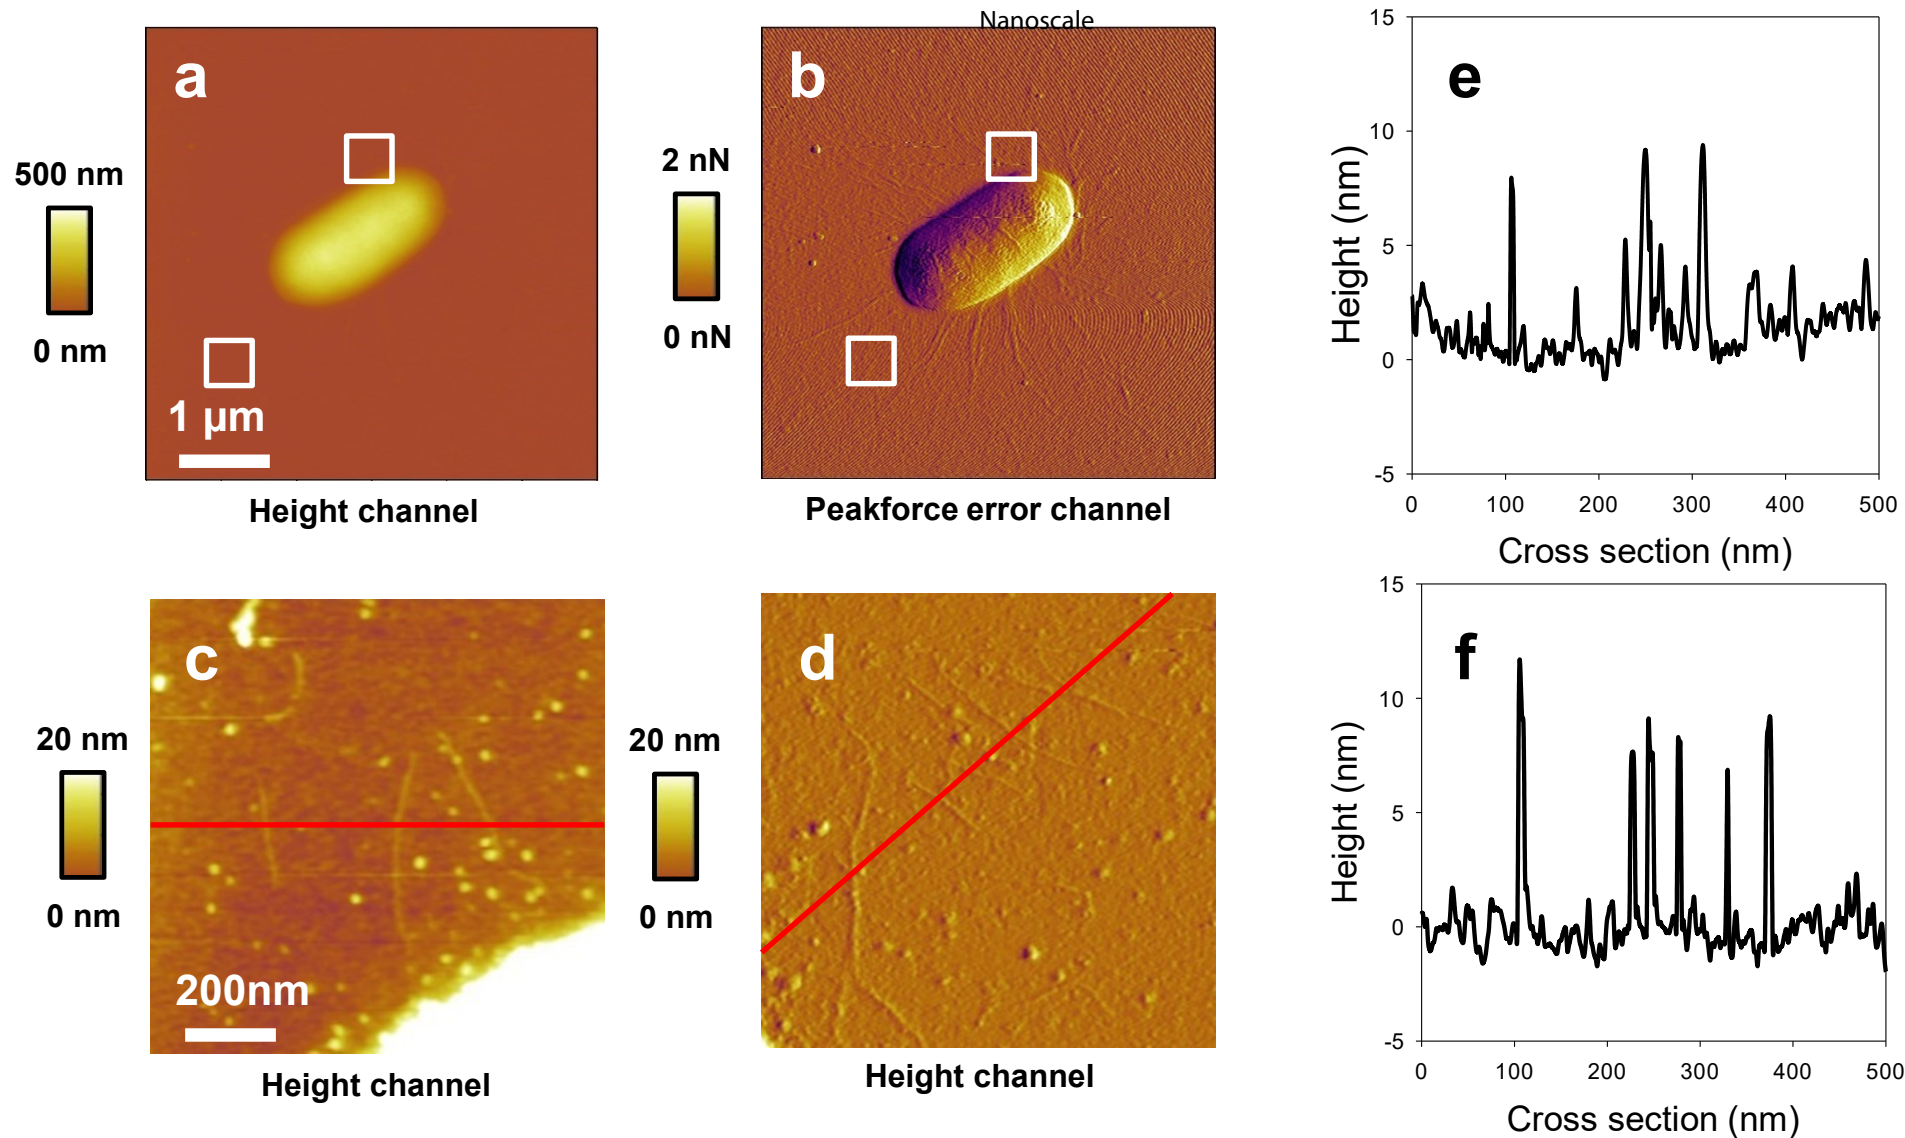 Nanoscale
a
500 nm
0 nm
1 µm
Height channel
b
2 nN
0 nN
Peakforce error channel
e
Height (nm)
15
10
5
0
-5
0 100 200 300 400 500
Cross section (nm)
c
20 nm
0 nm
200nm
Height channel
d
20 nm
0 nm
Height channel
f
Height (nm)
15
10
5
0
-5
0 100 200 300 400 500
Cross section (nm)